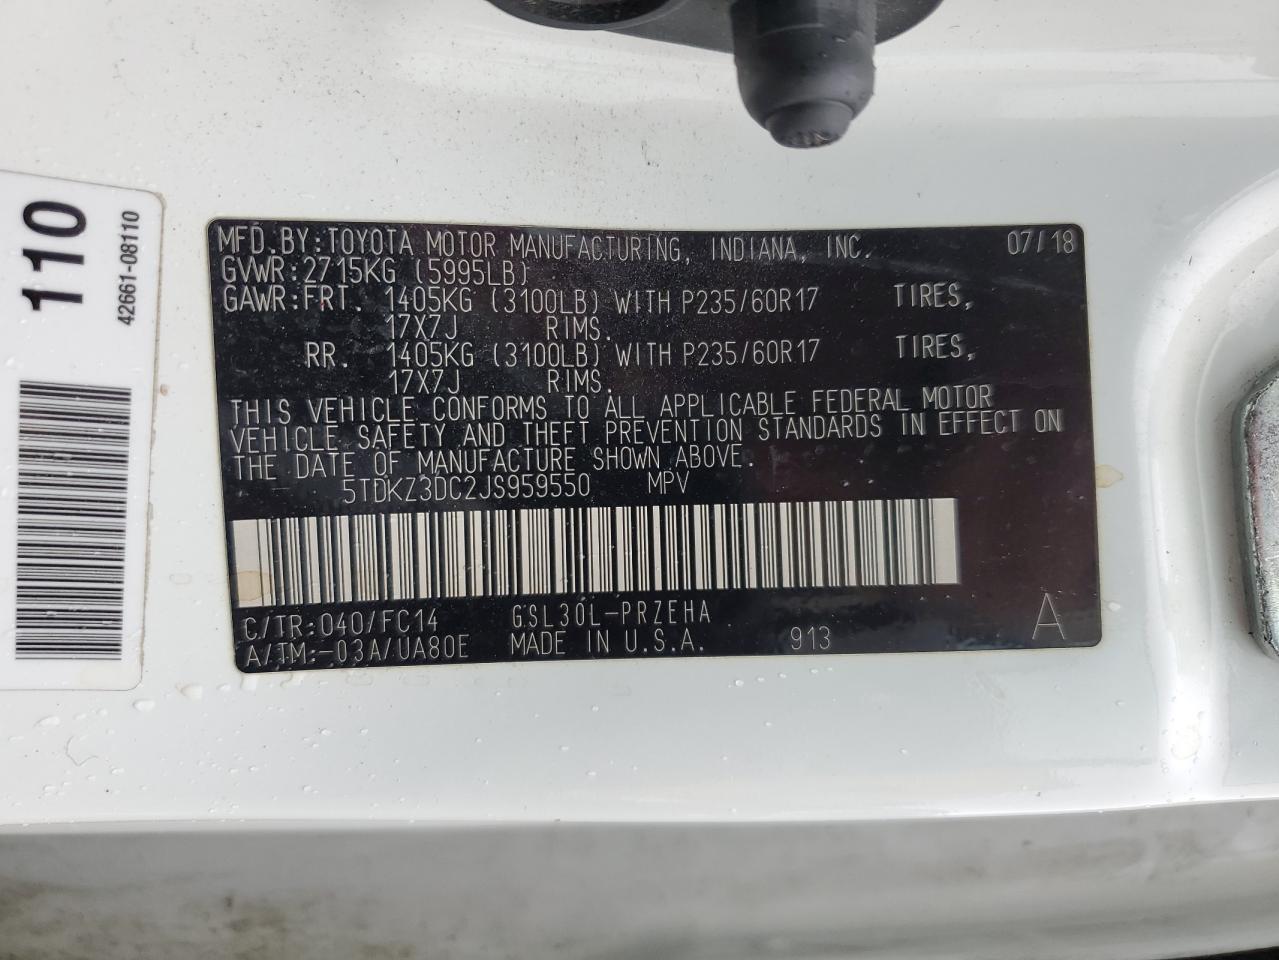 MFD.BY:TOYOTA MOTOR MANUFACTURING, INDIANA, INC. 07/18
GVWR:2715KG (5995LB)
GAWR:FRT. 1405KG (3100LB) WITH P235/60R17 TIRES,
17X7J RIMS.
RR. 1405KG (3100LB) WITH P235/60R17 TIRES,
17X7J RIMS.
THIS VEHICLE CONFORMS TO ALL APPLICABLE FEDERAL MOTOR
VEHICLE SAFETY AND THEFT PREVENTION STANDARDS IN EFFECT ON
THE DATE OF MANUFACTURE SHOWN ABOVE.
5TDKZ3DC2JS959550 MPV
C/TR:040/FC14 GSL30L-PRZEHA
A/TM:-03A/UA80E MADE IN U.S.A. 913 A
110
42661-08110